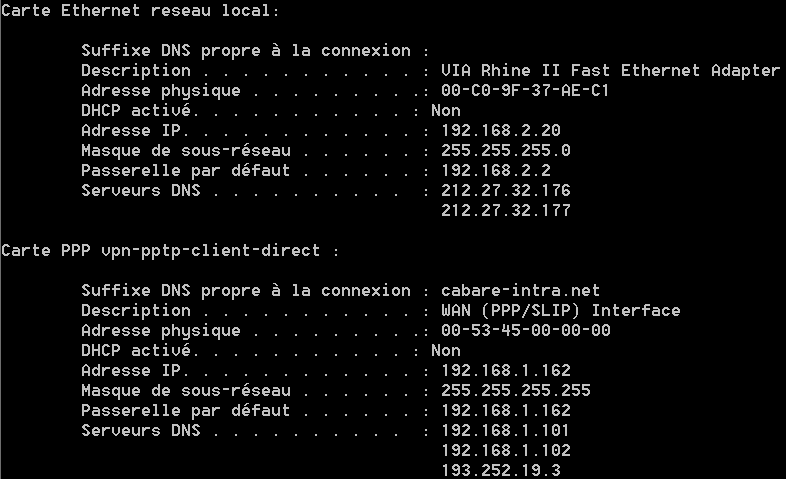 Carte Ethernet reseau local:
Suffixe DNS propre à la connexion :
Description . . . . . . . . . . . : VIA Rhine II Fast Ethernet Adapter
Adresse physique . . . . . . . . .: 00-C0-9F-37-AE-C1
DHCP activé. . . . . . . . . . . : Non
Adresse IP. . . . . . . . . . . . : 192.168.2.20
Masque de sous-réseau . . . . . . : 255.255.255.0
Passerelle par défaut . . . . . . : 192.168.2.2
Serveurs DNS . . . . . . . . . .  : 212.27.32.176
212.27.32.177
Carte PPP vpn-pptp-client-direct :
Suffixe DNS propre à la connexion : cabare-intra.net
Description . . . . . . . . . . . : WAN (PPP/SLIP) Interface
Adresse physique . . . . . . . . .: 00-53-45-00-00-00
DHCP activé. . . . . . . . . . . : Non
Adresse IP. . . . . . . . . . . . : 192.168.1.162
Masque de sous-réseau . . . . . . : 255.255.255.255
Passerelle par défaut . . . . . . : 192.168.1.162
Serveurs DNS . . . . . . . . . .  : 192.168.1.101
192.168.1.102
193.252.19.3